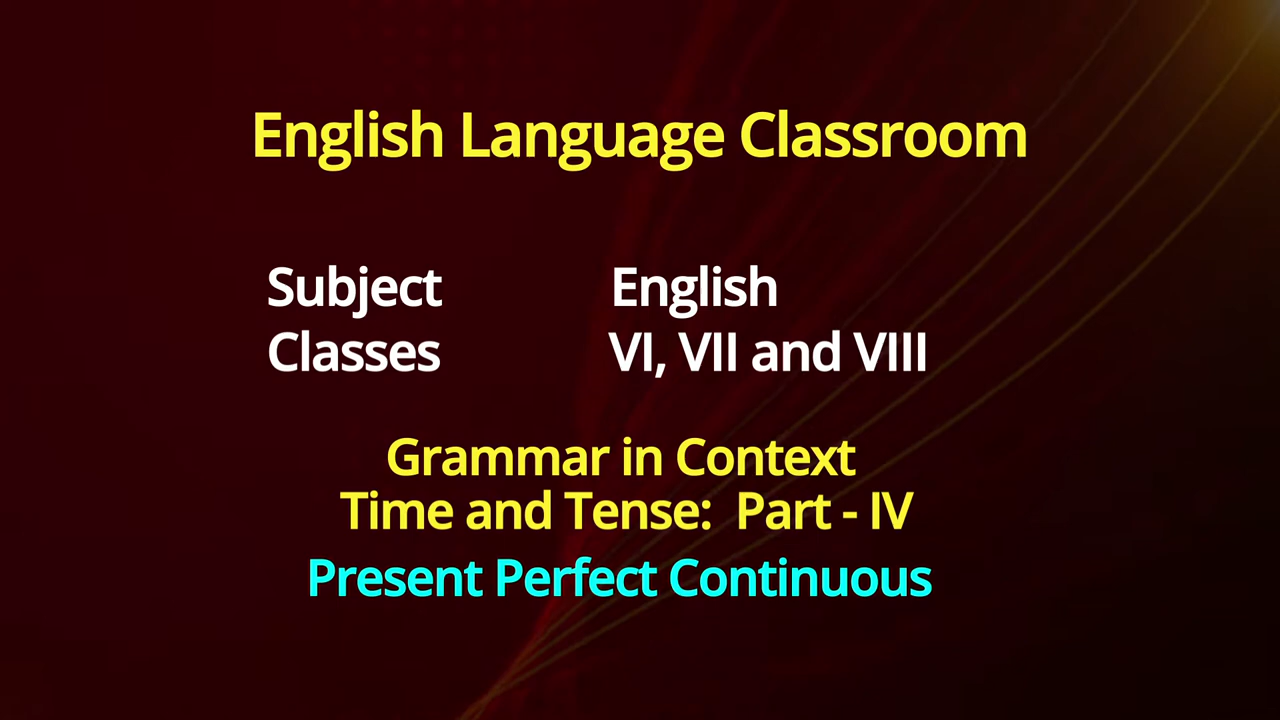 English Language Classroom
Subject English
Classes VI, VII and VIII
Grammar in Context
Time and Tense: Part - IV
Present Perfect Continuous